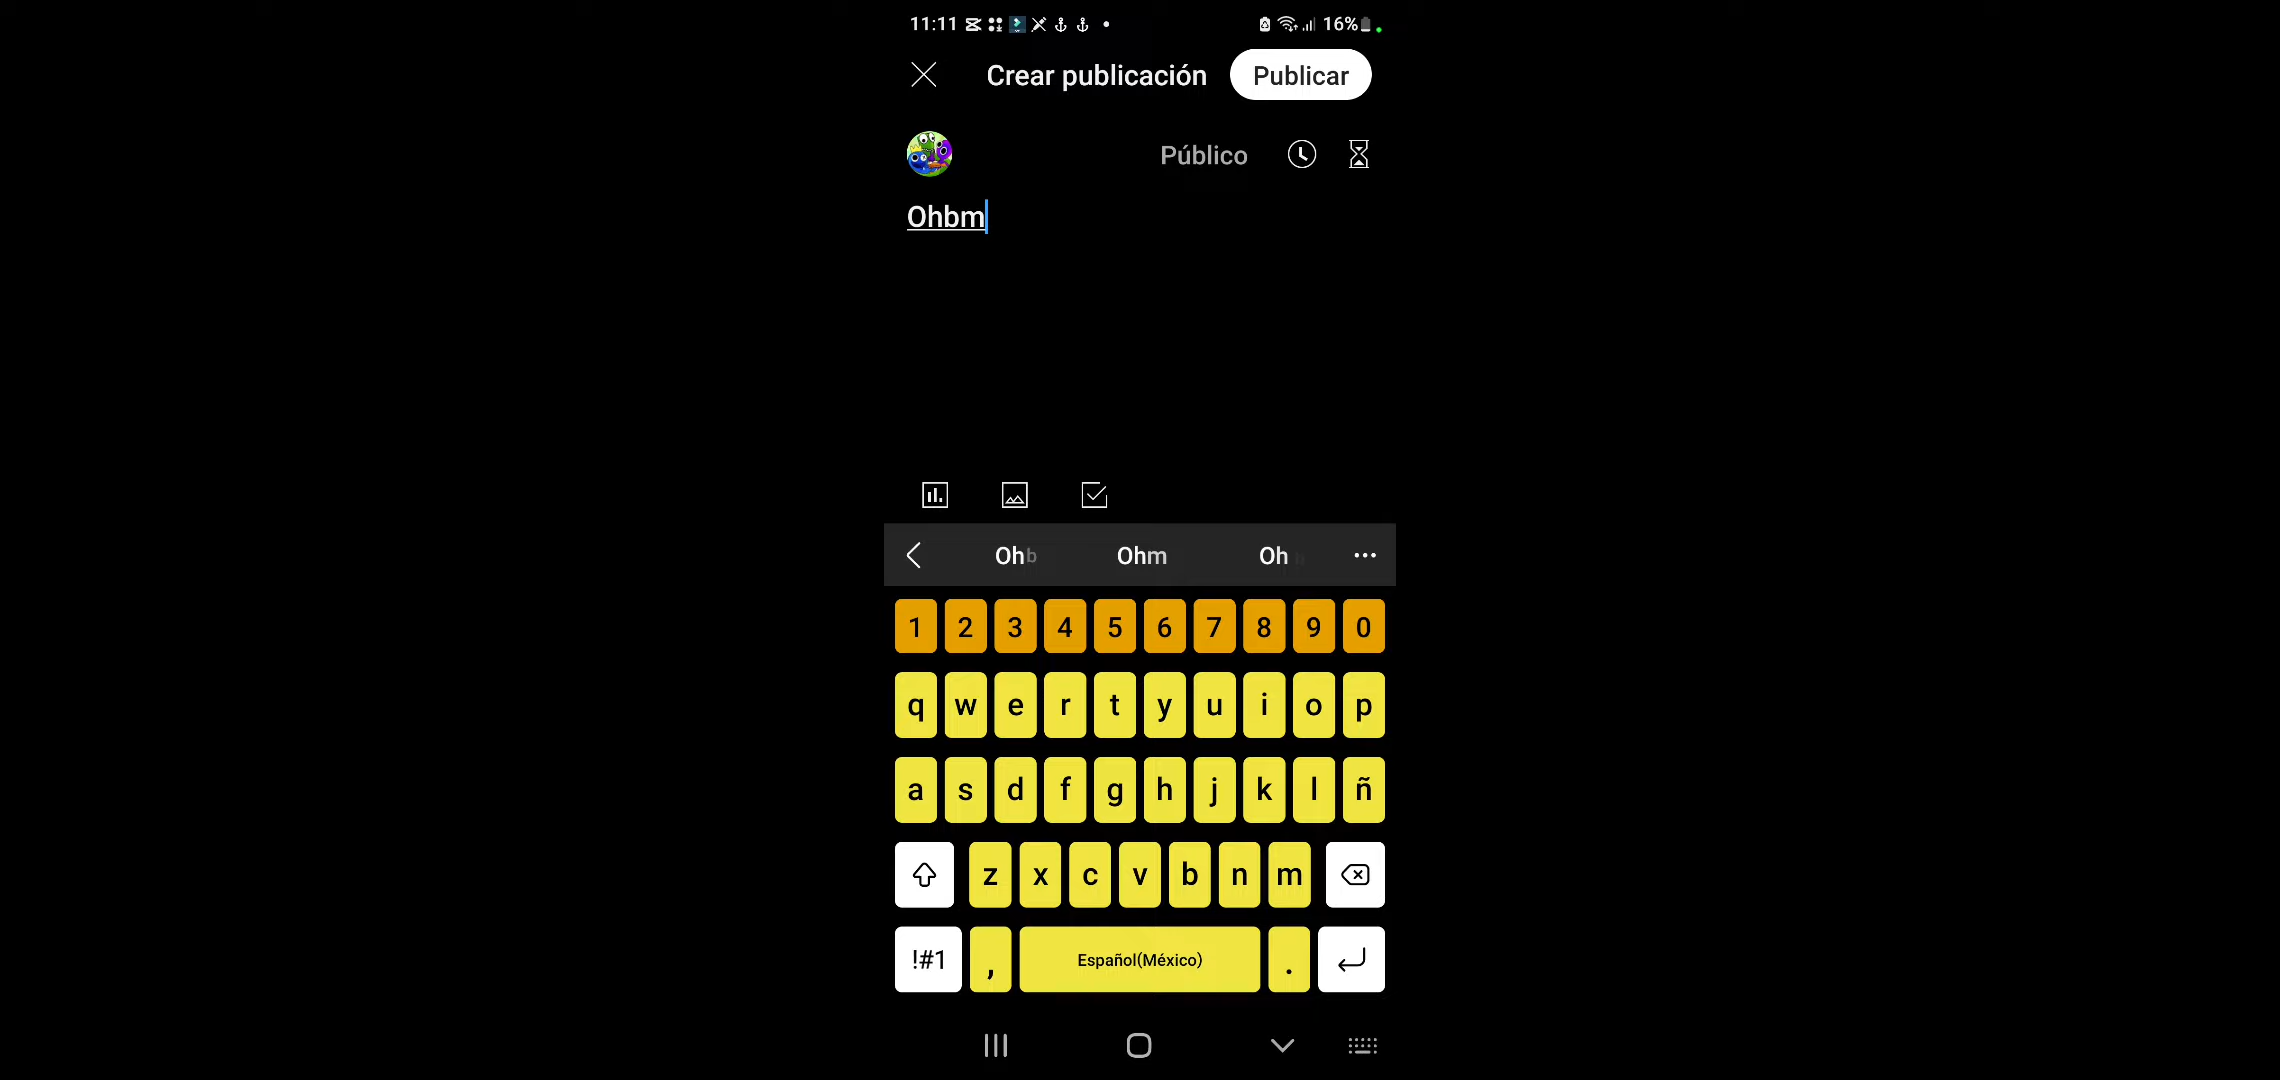 11:11 16%
Crear publicación Publicar
Público
Ohbm
Ohb Ohm Oh
1 2 3 4 5 6 7 8 9 0
q w e r t y u i o p
a s d f g h j k l ñ
z x c v b n m
!#1 , Español(México) .